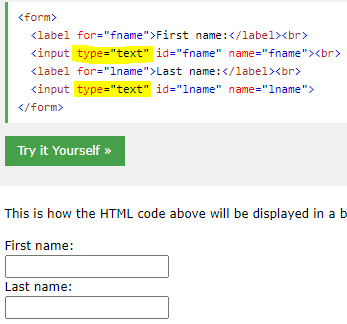 <form>
<label for="fname">First name:</label><br>
<input type="text" id="fname" name="fname"><br>
<label for="lname">Last name:</label><br>
<input type="text" id="lname" name="lname">
</form>
Try it Yourself »
This is how the HTML code above will be displayed in a b
First name:
Last name: